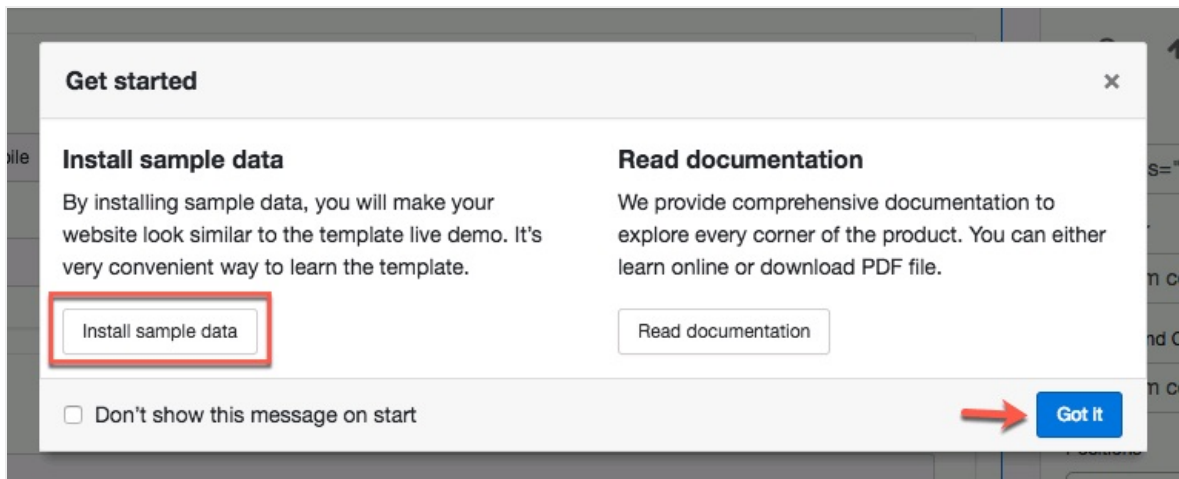 Get started
×
Install sample data
By installing sample data, you will make your
website look similar to the template live demo. It's
very convenient way to learn the template.
Install sample data
Read documentation
We provide comprehensive documentation to
explore every corner of the product. You can either
learn online or download PDF file.
Read documentation
Don't show this message on start
Got It